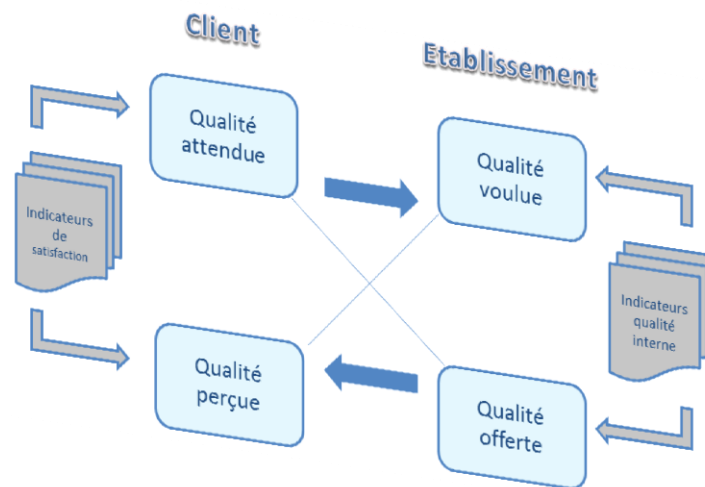 Client
Etablissement
Qualité
attendue
Qualité
voulue
Indicateurs
de
satisfaction
Indicateurs
qualité
interne
Qualité
perçue
Qualité
offerte